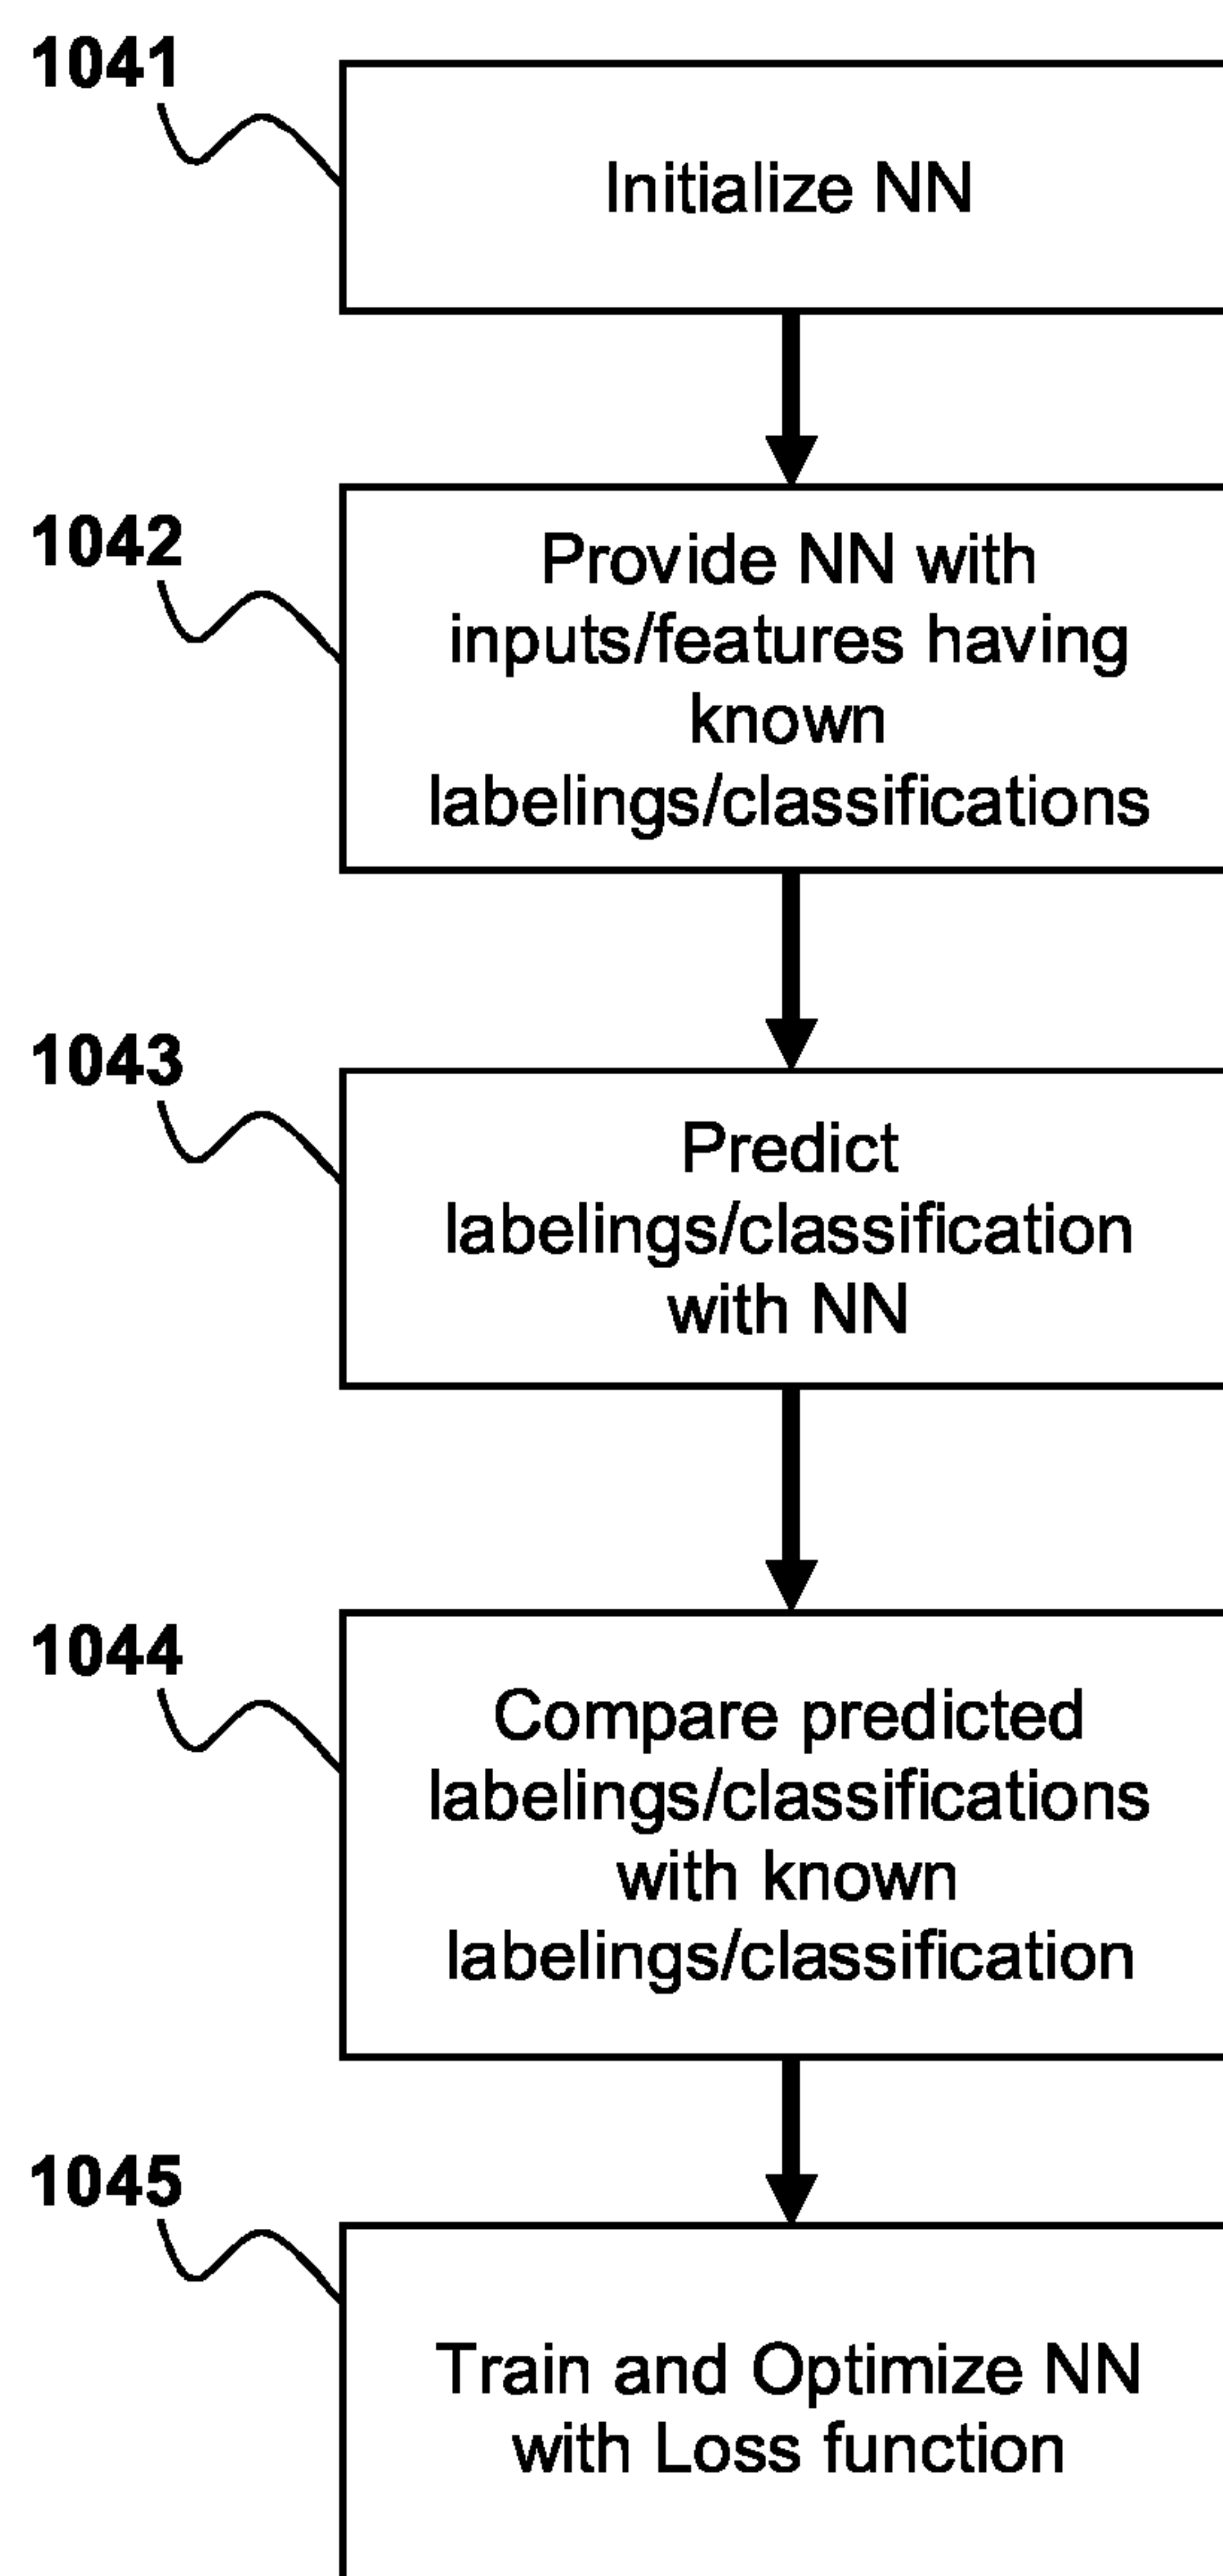 1041
Initialize NN
1042
Provide NN with
inputs/features having
known
labelings/classifications
1043
Predict
labelings/classification
with NN
1044
Compare predicted
labelings/classifications
with known
labelings/classification
1045
Train and Optimize NN
with Loss function